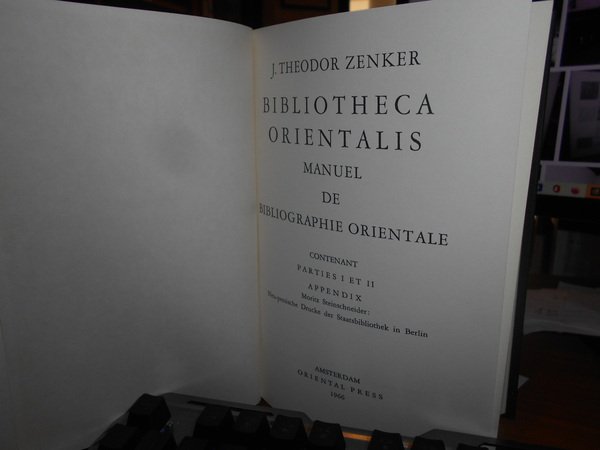 J. THEODOR ZENKER
BIBLIOTHECA
ORIENTALIS
MANUEL
DE
BIBLIOGRAPHIE ORIENTALE
CONTENANT
PARTIES I ET II
APPENDIX
Moritz Steinschneider:
Neupersische Drucke der Staatsbibliothek in Berlin
AMSTERDAM
ORIENTAL PRESS
1966